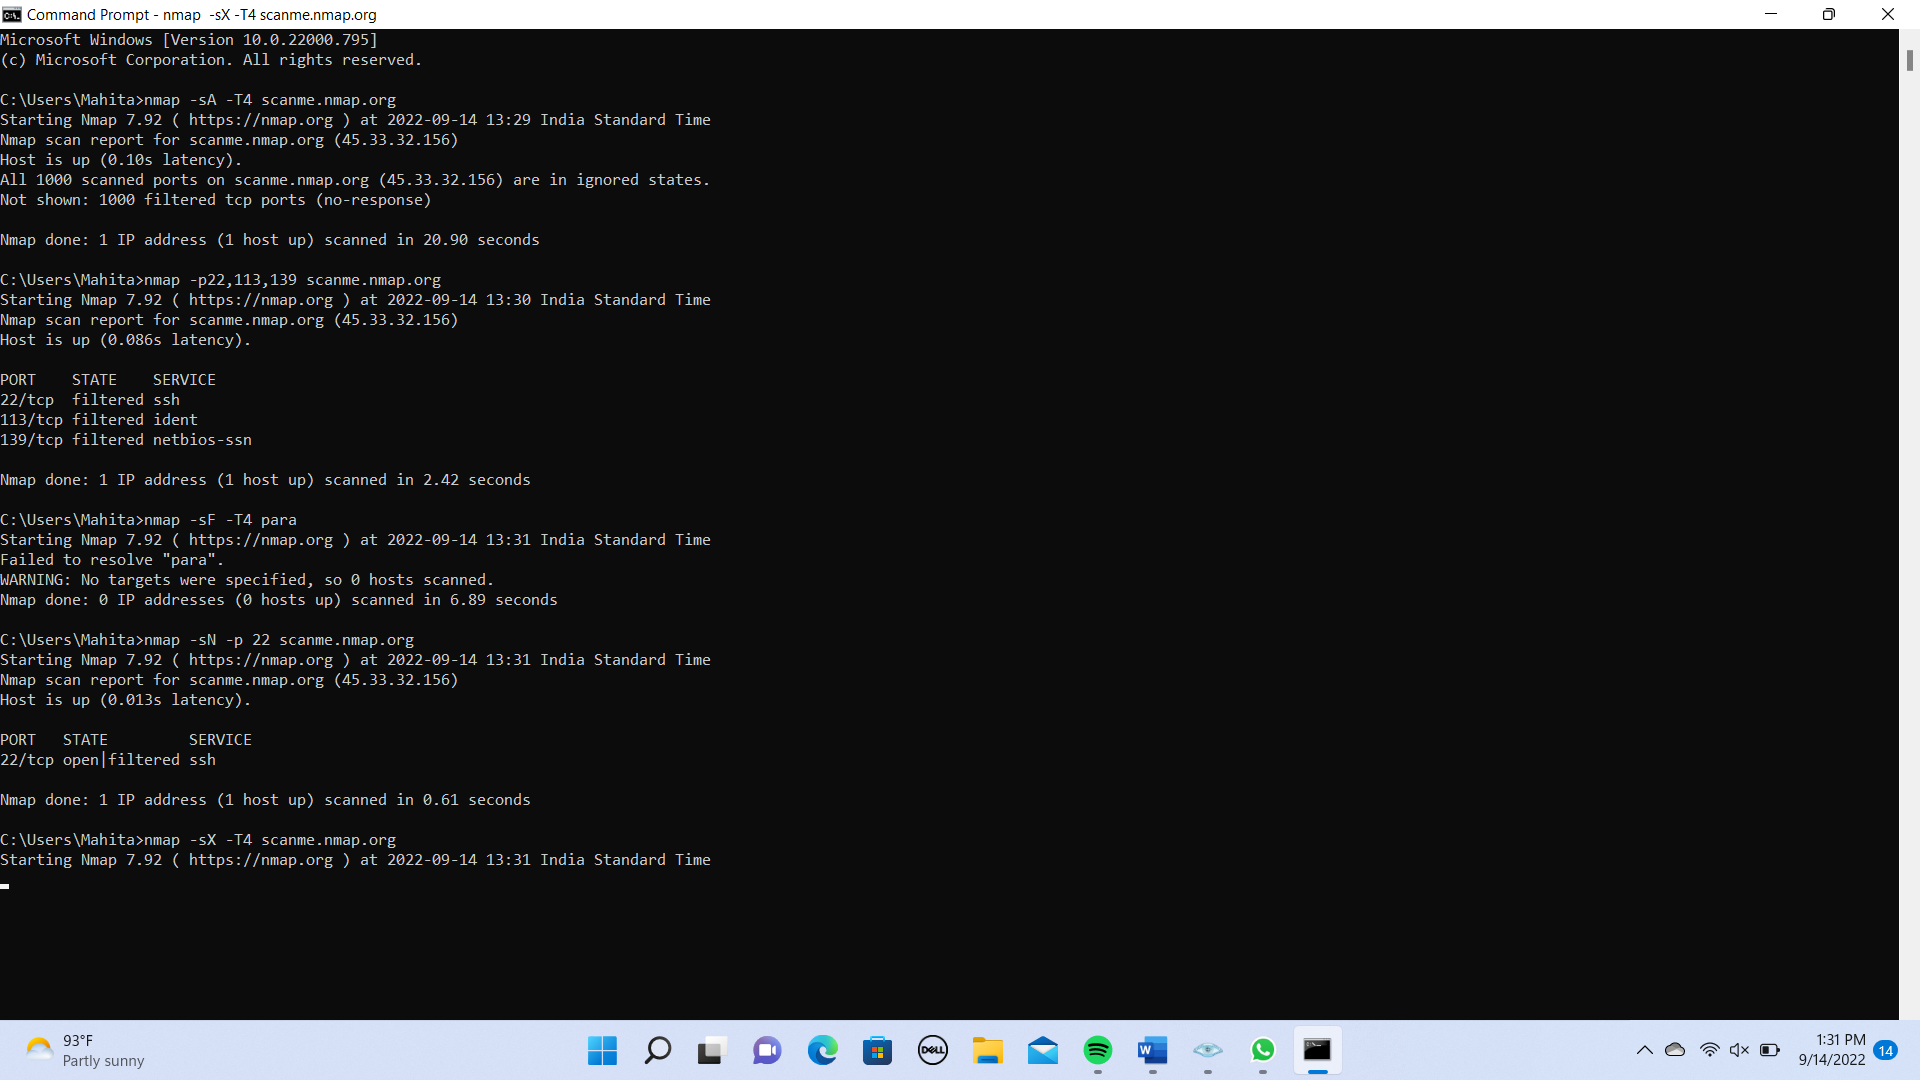 Command Prompt - nmap  -sX -T4 scanme.nmap.org
Microsoft Windows [Version 10.0.22000.795]
(c) Microsoft Corporation. All rights reserved.
C:\Users\Mahita>nmap -sA -T4 scanme.nmap.org
Starting Nmap 7.92 ( https://nmap.org ) at 2022-09-14 13:29 India Standard Time
Nmap scan report for scanme.nmap.org (45.33.32.156)
Host is up (0.10s latency).
All 1000 scanned ports on scanme.nmap.org (45.33.32.156) are in ignored states.
Not shown: 1000 filtered tcp ports (no-response)
Nmap done: 1 IP address (1 host up) scanned in 20.90 seconds
C:\Users\Mahita>nmap -p22,113,139 scanme.nmap.org
Starting Nmap 7.92 ( https://nmap.org ) at 2022-09-14 13:30 India Standard Time
Nmap scan report for scanme.nmap.org (45.33.32.156)
Host is up (0.086s latency).
PORT    STATE    SERVICE
22/tcp  filtered ssh
113/tcp filtered ident
139/tcp filtered netbios-ssn
Nmap done: 1 IP address (1 host up) scanned in 2.42 seconds
C:\Users\Mahita>nmap -sF -T4 para
Starting Nmap 7.92 ( https://nmap.org ) at 2022-09-14 13:31 India Standard Time
Failed to resolve "para".
WARNING: No targets were specified, so 0 hosts scanned.
Nmap done: 0 IP addresses (0 hosts up) scanned in 6.89 seconds
C:\Users\Mahita>nmap -sN -p 22 scanme.nmap.org
Starting Nmap 7.92 ( https://nmap.org ) at 2022-09-14 13:31 India Standard Time
Nmap scan report for scanme.nmap.org (45.33.32.156)
Host is up (0.013s latency).
PORT   STATE         SERVICE
22/tcp open|filtered ssh
Nmap done: 1 IP address (1 host up) scanned in 0.61 seconds
C:\Users\Mahita>nmap -sX -T4 scanme.nmap.org
Starting Nmap 7.92 ( https://nmap.org ) at 2022-09-14 13:31 India Standard Time
93°F
Partly sunny
DELL
W
1:31 PM
9/14/2022
14